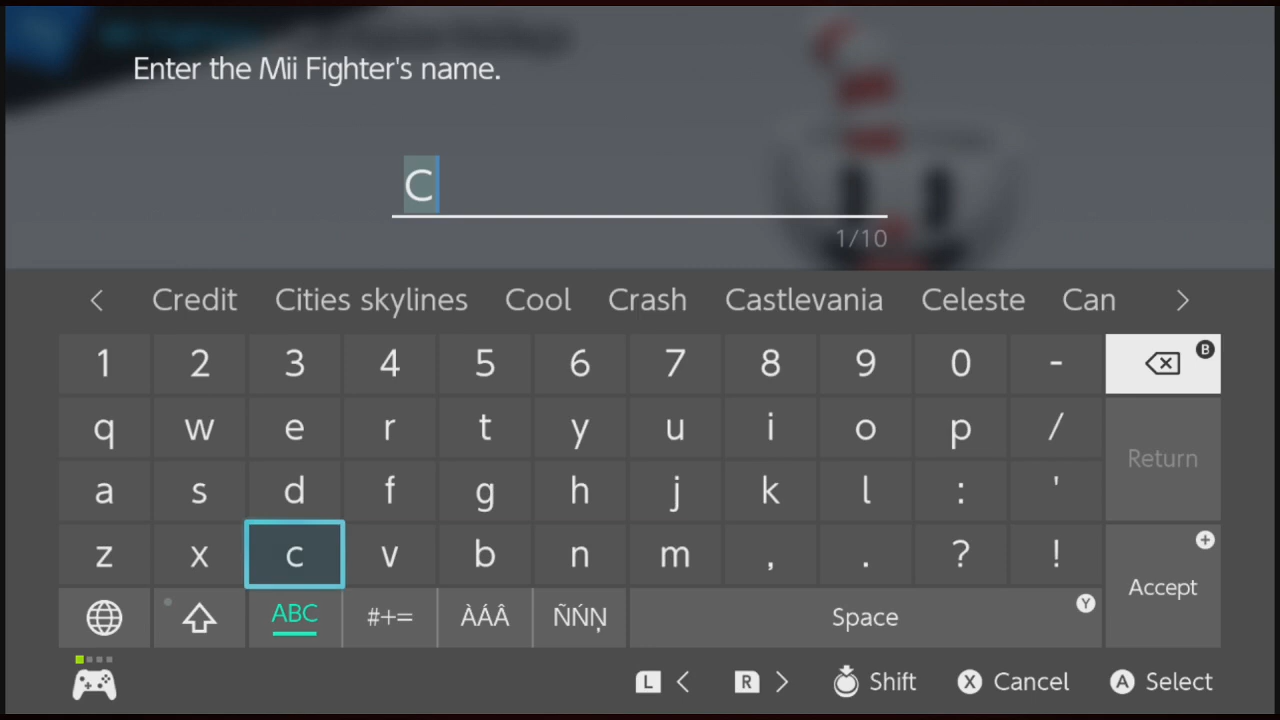 Enter the Mii Fighter's name.
C
1/10
< Credit Cities skylines Cool Crash Castlevania Celeste Can >
1 2 3 4 5 6 7 8 9 0 - B
q w e r t y u i o p /
Return
a s d f g h j k l : '
z x c v b n m , . ? ! +
Accept
ABC #+= ÀÁÂ ÑŃŅ Space Y
L < R > Shift X Cancel A Select